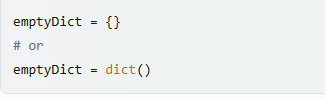 emptyDict = {}
# or
emptyDict = dict()